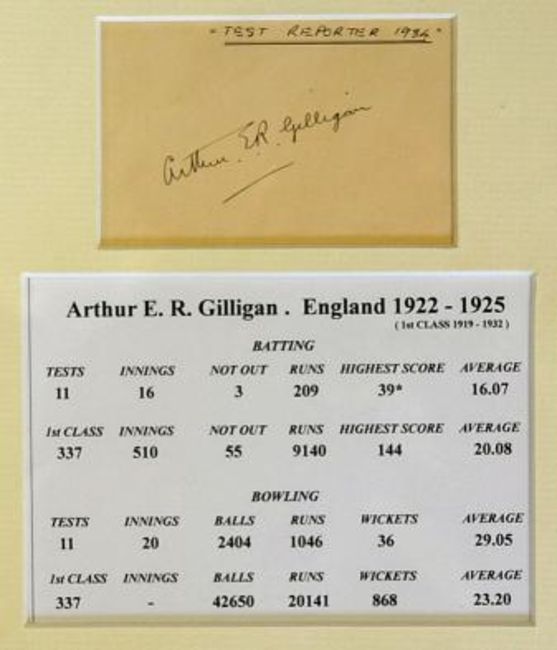 "TEST REPORTER 1934"
Arthur E.R. Gilligan
Arthur E. R. Gilligan . England 1922 - 1925
( 1st CLASS 1919 - 1932 )
BATTING
TESTS INNINGS NOT OUT RUNS HIGHEST SCORE AVERAGE
11 16 3 209 39* 16.07
1st CLASS INNINGS NOT OUT RUNS HIGHEST SCORE AVERAGE
337 510 55 9140 144 20.08
BOWLING
TESTS INNINGS BALLS RUNS WICKETS AVERAGE
11 20 2404 1046 36 29.05
1st CLASS INNINGS BALLS RUNS WICKETS AVERAGE
337 - 42650 20141 868 23.20